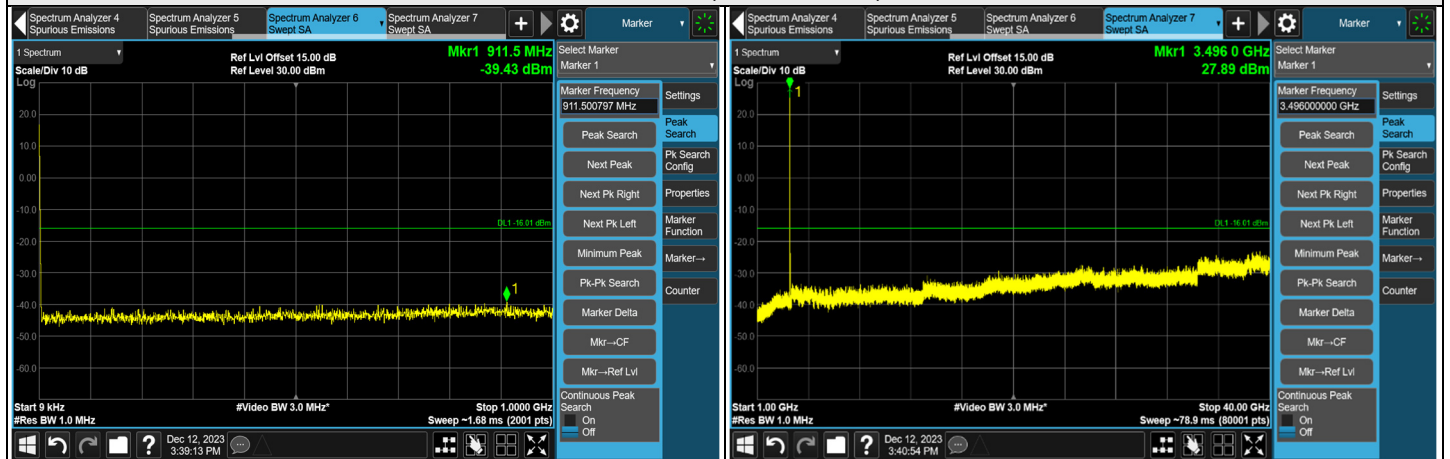 Spectrum Analyzer 4
Spurious Emissions
Spectrum Analyzer 5
Spurious Emissions
Spectrum Analyzer 6
Swept SA
Spectrum Analyzer 7
Swept SA
+
Marker
1 Spectrum
Scale/Div 10 dB
Log
Ref Lvl Offset 15.00 dB
Ref Level 30.00 dBm
Mkr1 911.5 MHz
-39.43 dBm
20.0
10.0
0.00
-10.0
-20.0
-30.0
-40.0
-50.0
-60.0
DL1 -16.01 dBm
1
Start 9 kHz
#Res BW 1.0 MHz
#Video BW 3.0 MHz*
Stop 1.0000 GHz
Sweep ~1.68 ms (2001 pts)
Select Marker
Marker 1
Marker Frequency
911.500797 MHz
Peak Search
Next Peak
Next Pk Right
Next Pk Left
Minimum Peak
Pk-Pk Search
Marker Delta
Mkr→CF
Mkr→Ref Lvl
Continuous Peak
Search
On
Off
Settings
Peak
Search
Pk Search
Config
Properties
Marker
Function
Marker→
Counter
?
Dec 12, 2023
3:39:13 PM
Spectrum Analyzer 4
Spurious Emissions
Spectrum Analyzer 5
Spurious Emissions
Spectrum Analyzer 6
Swept SA
Spectrum Analyzer 7
Swept SA
+
Marker
1 Spectrum
Scale/Div 10 dB
Log
Ref Lvl Offset 15.00 dB
Ref Level 30.00 dBm
Mkr1 3.496 0 GHz
27.89 dBm
20.0
10.0
0.00
-10.0
-20.0
-30.0
-40.0
-50.0
-60.0
DL1 -16.01 dBm
1
Start 1.00 GHz
#Res BW 1.0 MHz
#Video BW 3.0 MHz*
Stop 40.00 GHz
Sweep ~78.9 ms (80001 pts)
Select Marker
Marker 1
Marker Frequency
3.496000000 GHz
Peak Search
Next Peak
Next Pk Right
Next Pk Left
Minimum Peak
Pk-Pk Search
Marker Delta
Mkr→CF
Mkr→Ref Lvl
Continuous Peak
Search
On
Off
Settings
Peak
Search
Pk Search
Config
Properties
Marker
Function
Marker→
Counter
?
Dec 12, 2023
3:40:54 PM